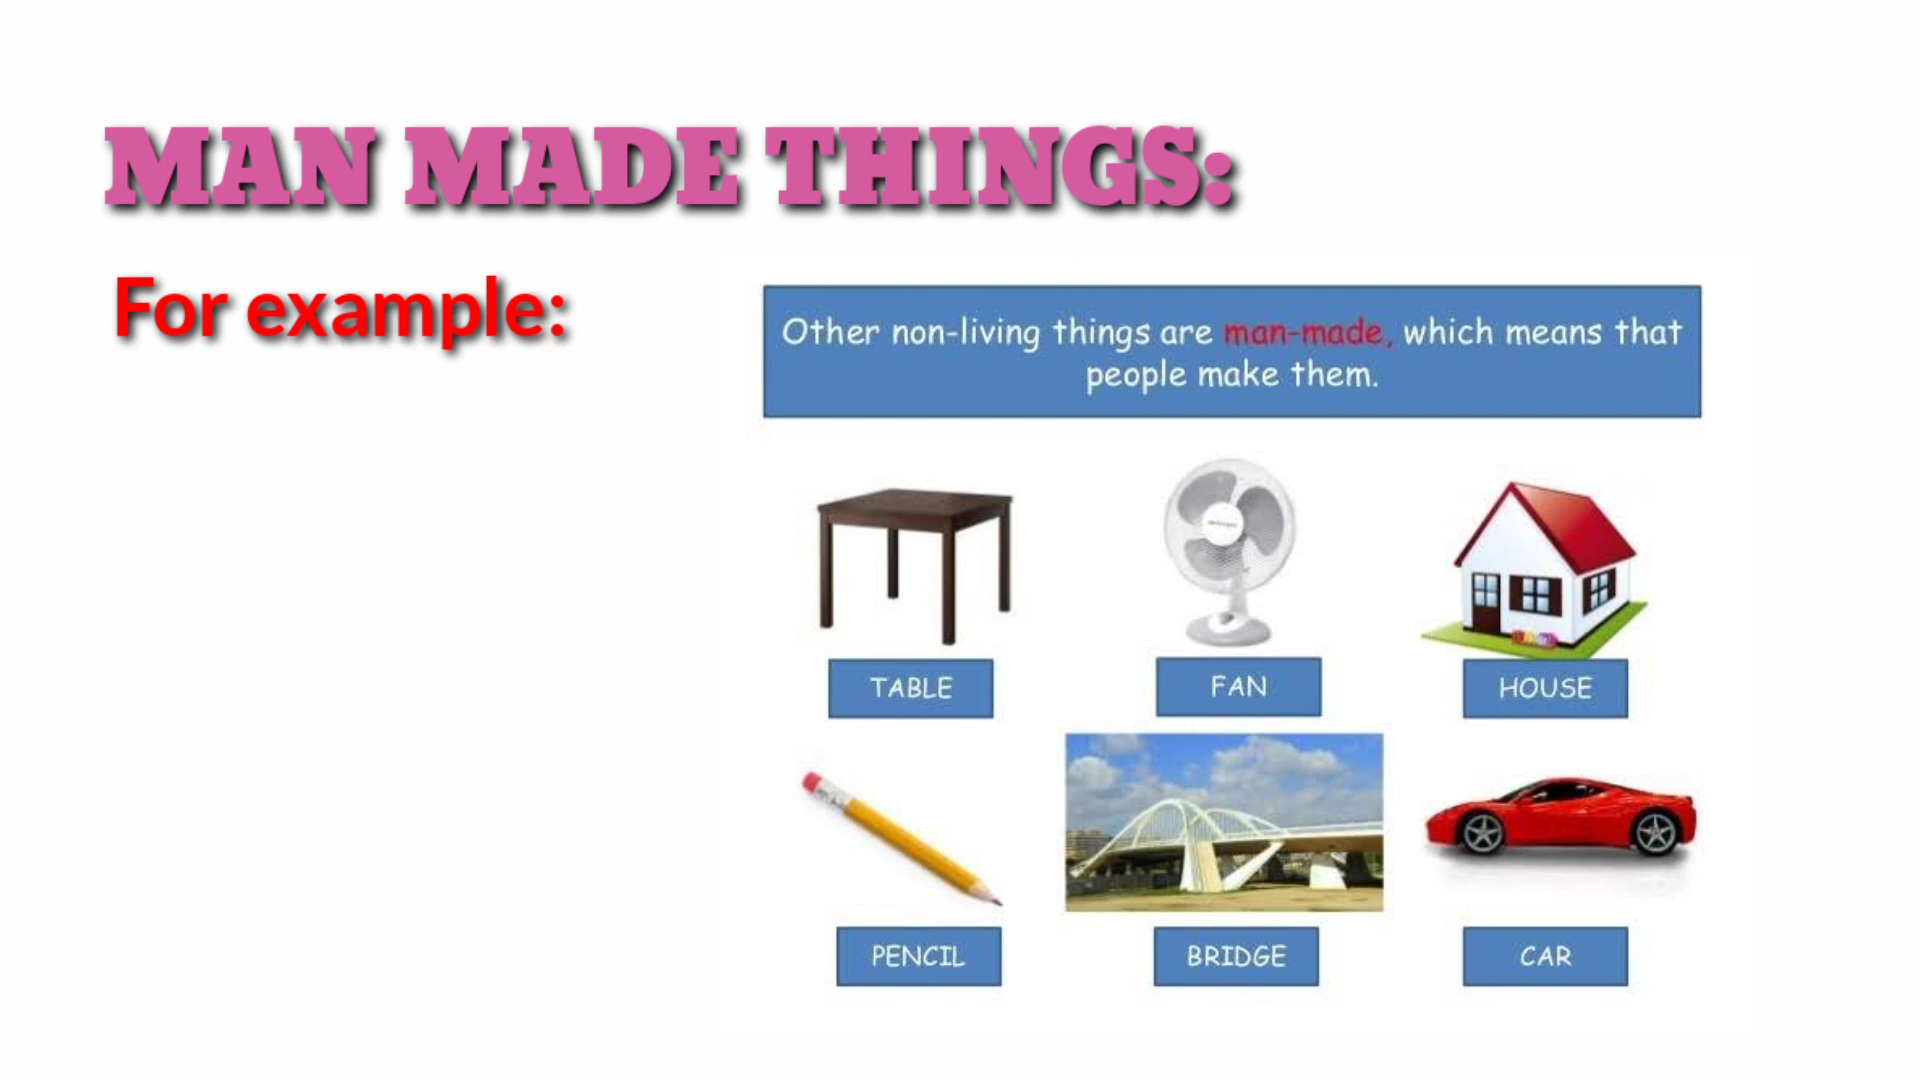 MAN MADE THINGS:
For example:
Other non-living things are man-made, which means that
people make them.
TABLE
FAN
HOUSE
PENCIL
BRIDGE
CAR